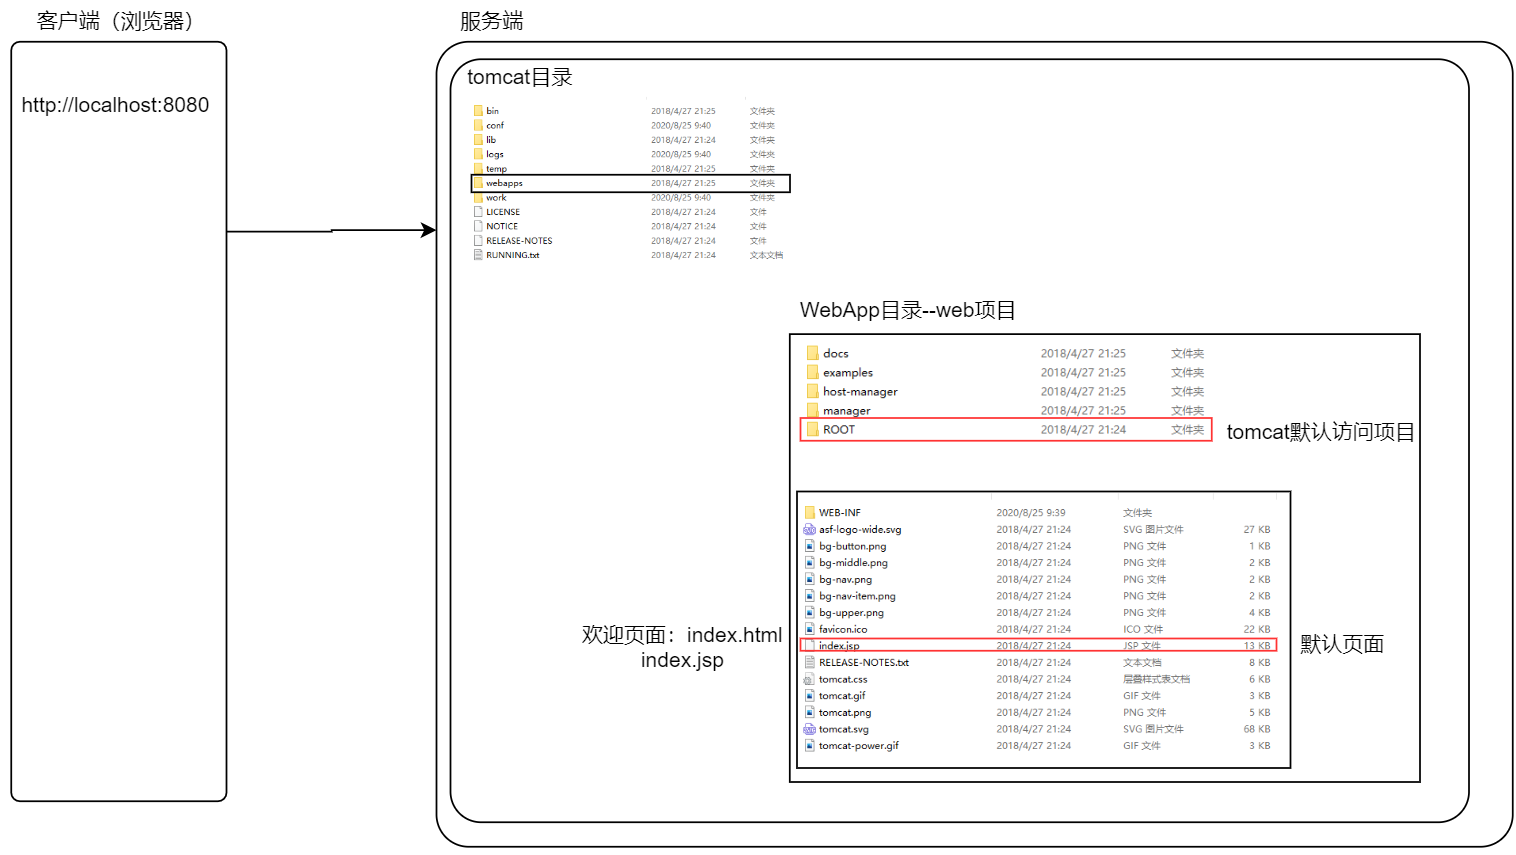 客户端（浏览器）
http://localhost:8080
服务端
tomcat目录
bin 2018/4/27 21:25 文件夹
conf 2020/8/25 9:40 文件夹
lib 2018/4/27 21:24 文件夹
logs 2020/8/25 9:40 文件夹
temp 2018/4/27 21:25 文件夹
webapps 2018/4/27 21:25 文件夹
work 2020/8/25 9:40 文件夹
LICENSE 2018/4/27 21:24 文件
NOTICE 2018/4/27 21:24 文件
RELEASE-NOTES 2018/4/27 21:24 文件
RUNNING.txt 2018/4/27 21:24 文本文档
WebApp目录--web项目
docs 2018/4/27 21:25 文件夹
examples 2018/4/27 21:25 文件夹
host-manager 2018/4/27 21:25 文件夹
manager 2018/4/27 21:25 文件夹
ROOT 2018/4/27 21:24 文件夹
tomcat默认访问项目
WEB-INF 2020/8/25 9:39 文件夹
asf-logo-wide.svg 2018/4/27 21:24 SVG 图片文件 27 KB
bg-button.png 2018/4/27 21:24 PNG 文件 1 KB
bg-middle.png 2018/4/27 21:24 PNG 文件 2 KB
bg-nav.png 2018/4/27 21:24 PNG 文件 2 KB
bg-nav-item.png 2018/4/27 21:24 PNG 文件 2 KB
bg-upper.png 2018/4/27 21:24 PNG 文件 4 KB
favicon.ico 2018/4/27 21:24 ICO 文件 22 KB
index.jsp 2018/4/27 21:24 JSP 文件 13 KB
RELEASE-NOTES.txt 2018/4/27 21:24 文本文档 8 KB
tomcat.css 2018/4/27 21:24 层叠样式表文档 6 KB
tomcat.gif 2018/4/27 21:24 GIF 文件 3 KB
tomcat.png 2018/4/27 21:24 PNG 文件 5 KB
tomcat.svg 2018/4/27 21:24 SVG 图片文件 68 KB
tomcat-power.gif 2018/4/27 21:24 GIF 文件 3 KB
欢迎页面：index.html
index.jsp
默认页面